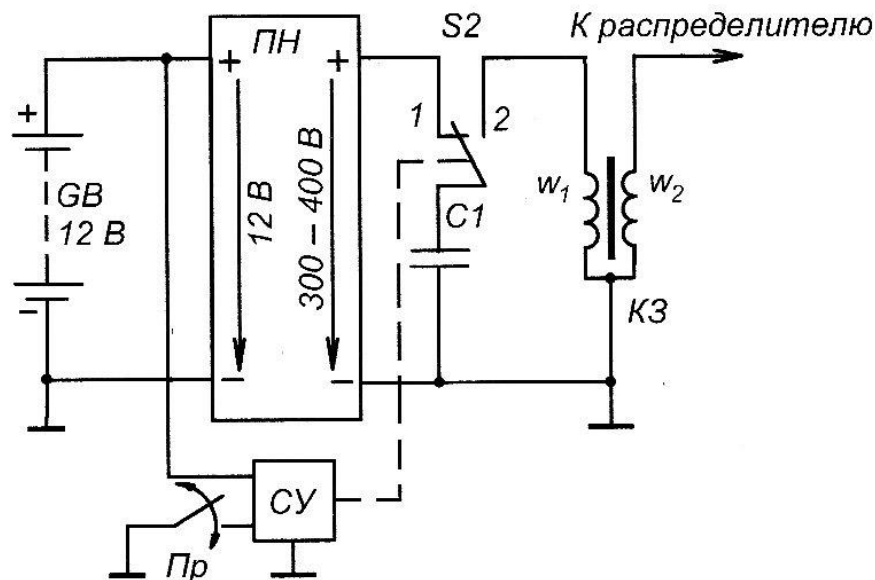 ПН
S2
К распределителю
+
+
+
1
2
GB
12 В
12 В
300 – 400 В
C1
w1
w2
–
–
–
КЗ
СУ
Пр